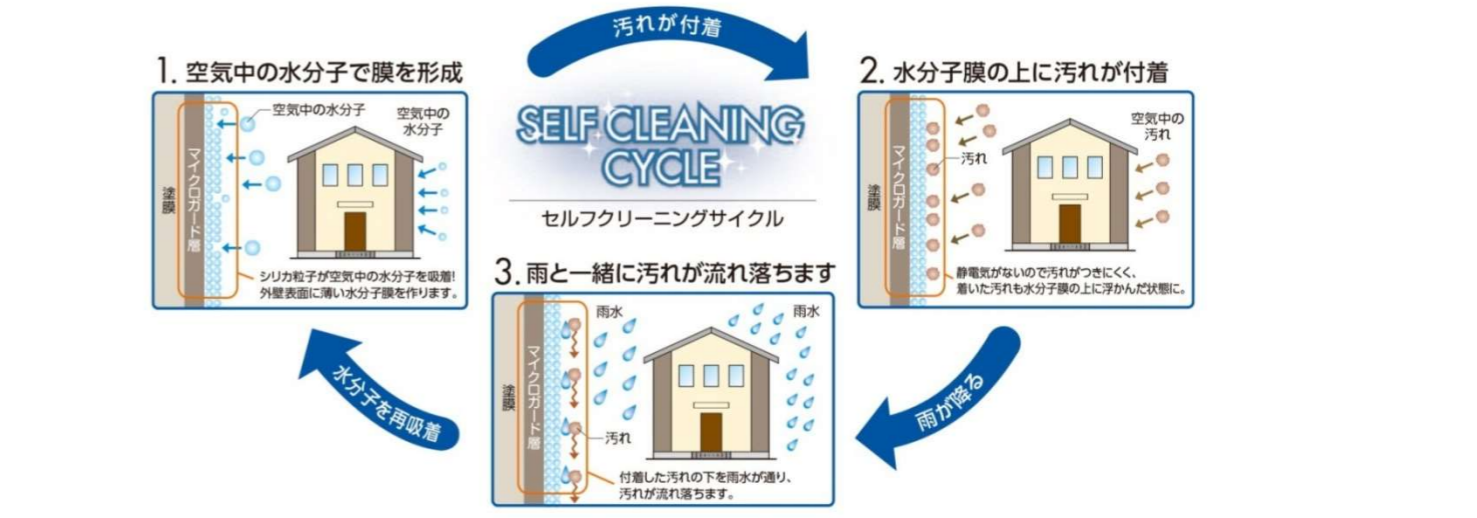 汚れが付着
1. 空気中の水分子で膜を形成
空気中の水分子
空気中の
水分子
塗膜
マイクロガード層
シリカ粒子が空気中の水分子を吸着!
外壁表面に薄い水分子膜を作ります。
SELF CLEANING
CYCLE
セルフクリーニングサイクル
2. 水分子膜の上に汚れが付着
空気中の
汚れ
汚れ
塗膜
マイクロガード層
静電気がないので汚れがつきにくく、
着いた汚れも水分子膜の上に浮かんだ状態に。
雨が降る
3. 雨と一緒に汚れが流れ落ちます
雨水
雨水
塗膜
マイクロガード層
汚れ
付着した汚れの下を雨水が通り、
汚れが流れ落ちます。
水分子を再吸着